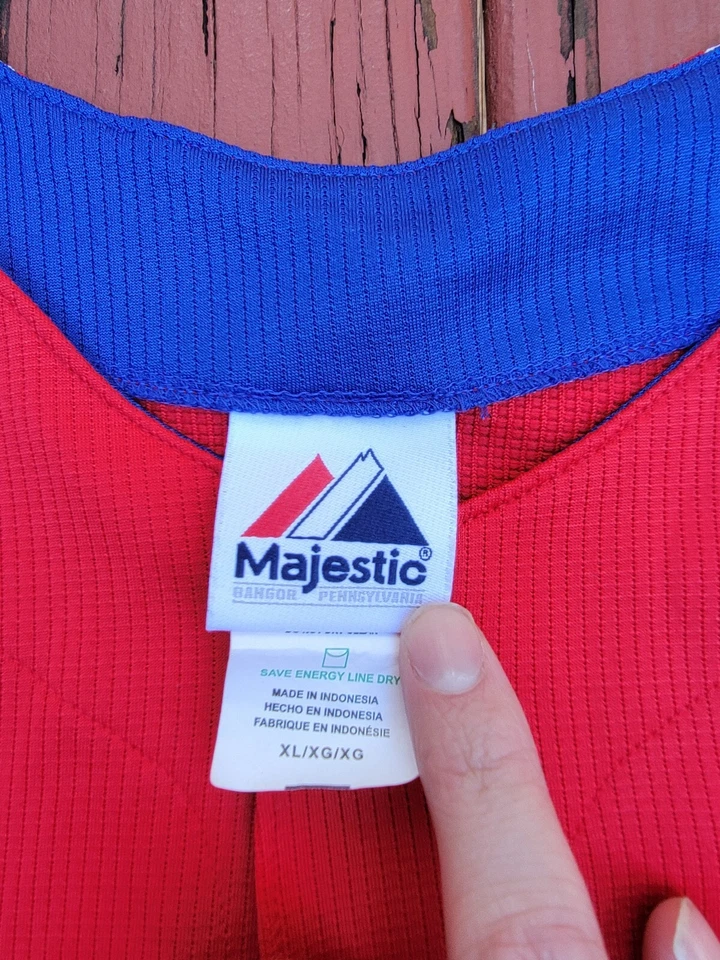 Majestic®
BANGOR PENNSYLVANIA
SAVE ENERGY LINE DRY
MADE IN INDONESIA
HECHO EN INDONESIA
FABRIQUE EN INDONÉSIE
XL/XG/XG